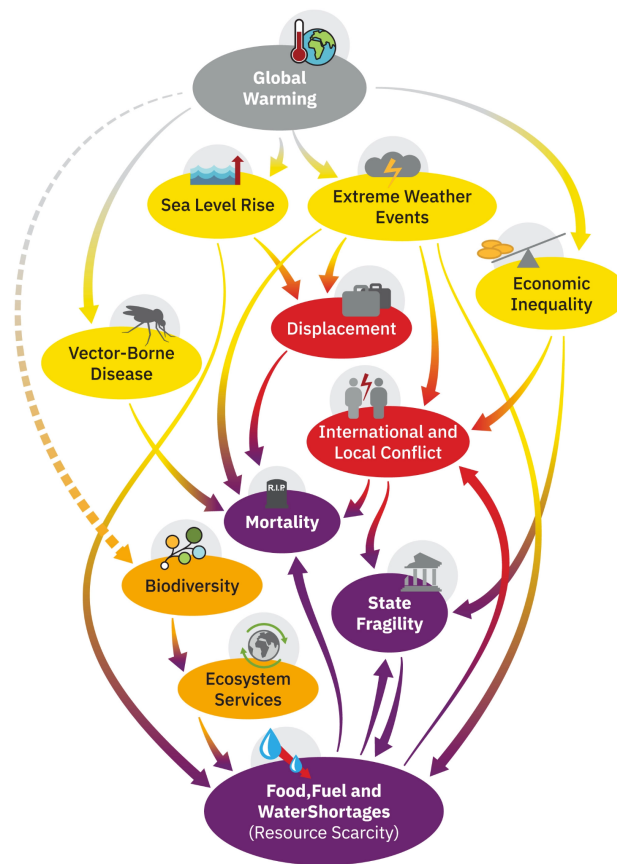 Global
Warming
Sea Level Rise
Extreme Weather
Events
Economic
Inequality
Displacement
Vector-Borne
Disease
International and
Local Conflict
R.I.P.
Mortality
Biodiversity
State
Fragility
Ecosystem
Services
Food,Fuel and
WaterShortages
(Resource Scarcity)